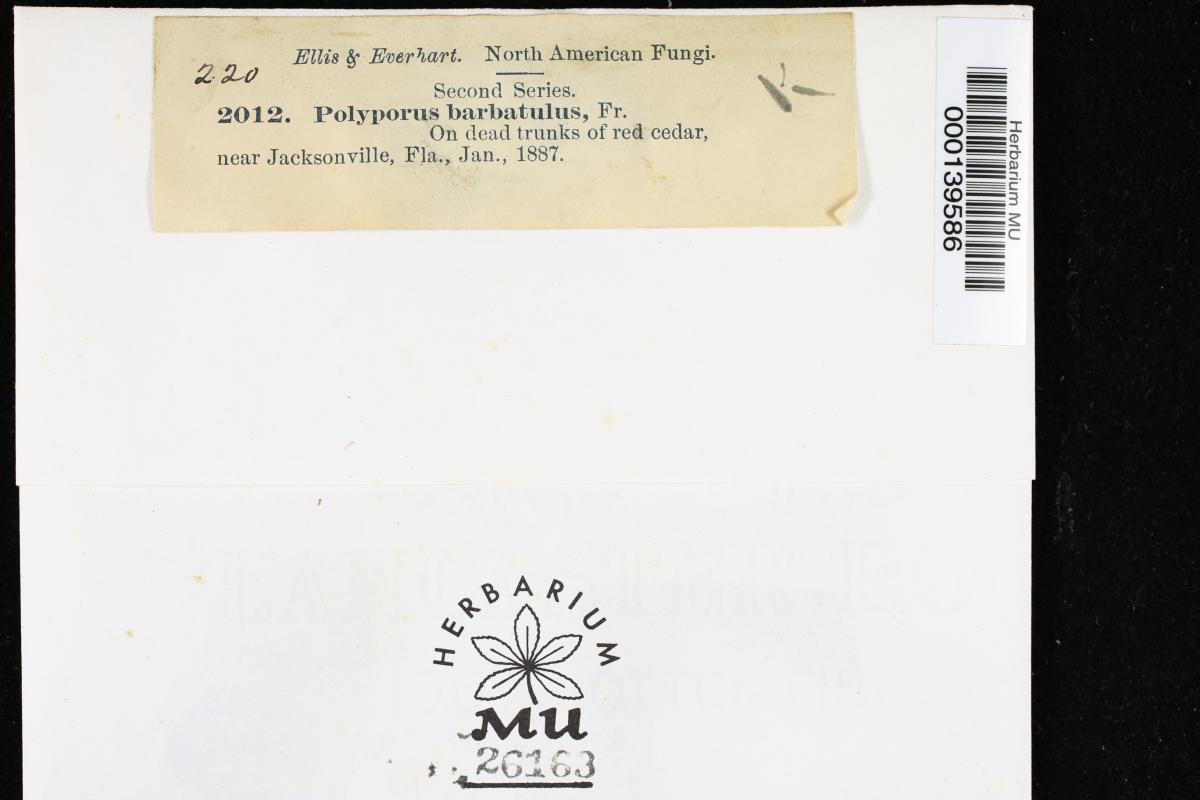 220
Ellis & Everhart. North American Fungi.
Second Series.
2012. Polyporus barbatulus, Fr.
On dead trunks of red cedar,
near Jacksonville, Fla., Jan., 1887.
Herbarium MU
000139586
HERBARIUM
MU
26163